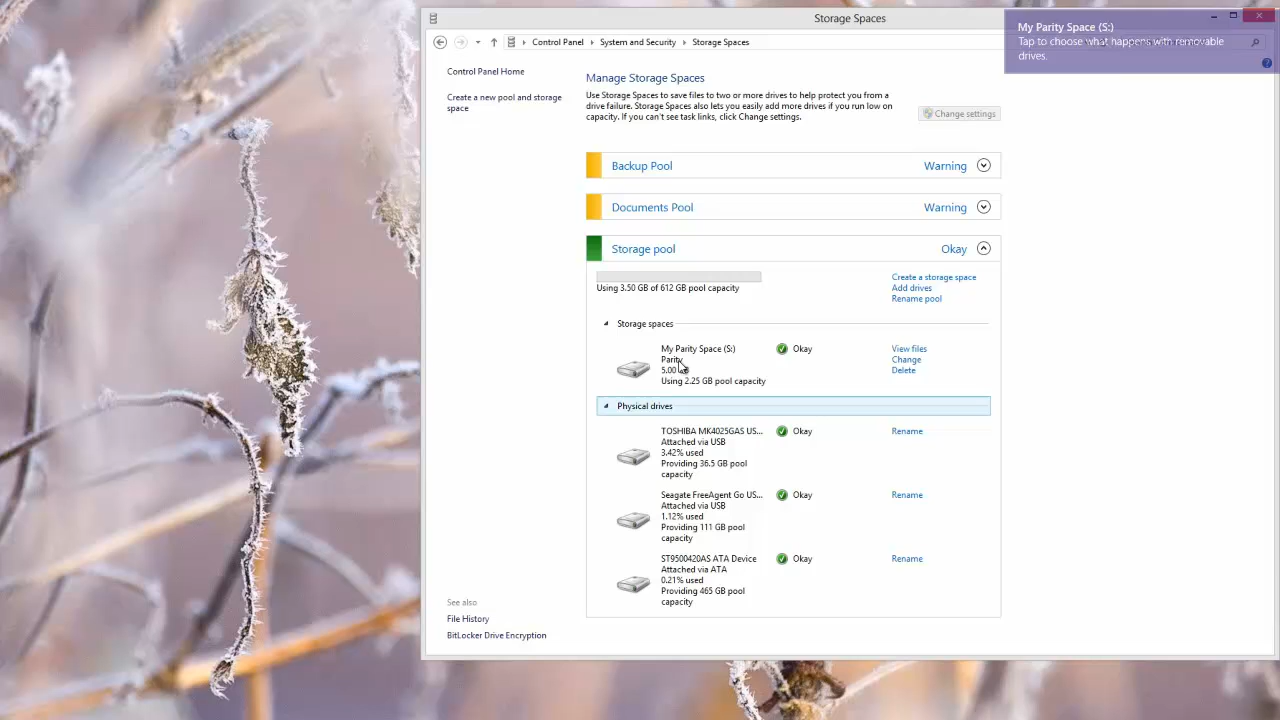 Storage Spaces
My Parity Space (S:)
Tap to choose what happens with removable
drives.
Control Panel
System and Security
Storage Spaces
Control Panel Home
Create a new pool and storage
space
Manage Storage Spaces
Use Storage Spaces to save files to two or more drives to help protect you from a
drive failure. Storage Spaces also lets you easily add more drives if you run low on
capacity. If you can't see task links, click Change settings.
Change settings
Backup Pool Warning
Documents Pool Warning
Storage pool Okay
Using 3.50 GB of 612 GB pool capacity
Create a storage space
Add drives
Rename pool
Storage spaces
My Parity Space (S:) Okay View files
Parity Change
5.00 Delete
Using 2.25 GB pool capacity
Physical drives
TOSHIBA MK4025GAS US... Okay Rename
Attached via USB
3.42% used
Providing 36.5 GB pool
capacity
Seagate FreeAgent Go US... Okay Rename
Attached via USB
1.12% used
Providing 111 GB pool
capacity
ST9500420AS ATA Device Okay Rename
Attached via ATA
0.21% used
Providing 465 GB pool
capacity
See also
File History
BitLocker Drive Encryption